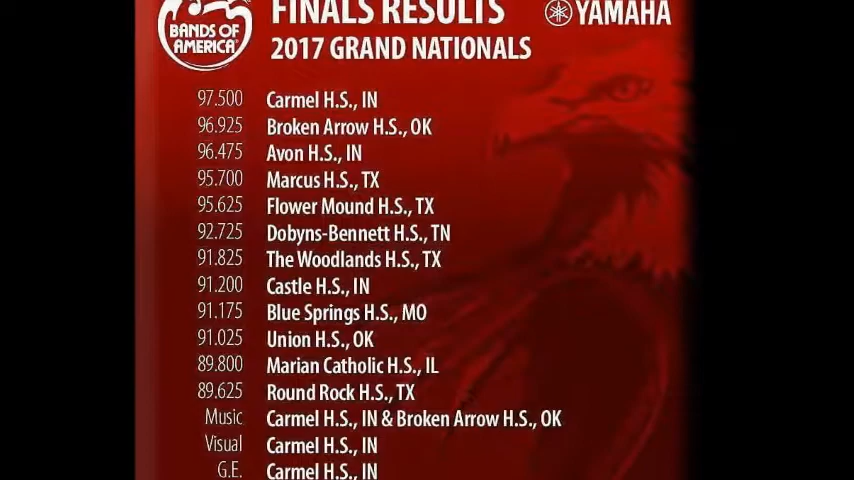 BANDS OF
AMERICA
FINALS RESULTS
YAMAHA
2017 GRAND NATIONALS
97.500 Carmel H.S., IN
96.925 Broken Arrow H.S., OK
96.475 Avon H.S., IN
95.700 Marcus H.S., TX
95.625 Flower Mound H.S., TX
92.725 Dobyns-Bennett H.S., TN
91.825 The Woodlands H.S., TX
91.200 Castle H.S., IN
91.175 Blue Springs H.S., MO
91.025 Union H.S., OK
89.800 Marian Catholic H.S., IL
89.625 Round Rock H.S., TX
Music Carmel H.S., IN & Broken Arrow H.S., OK
Visual Carmel H.S., IN
G.E. Carmel H.S., IN